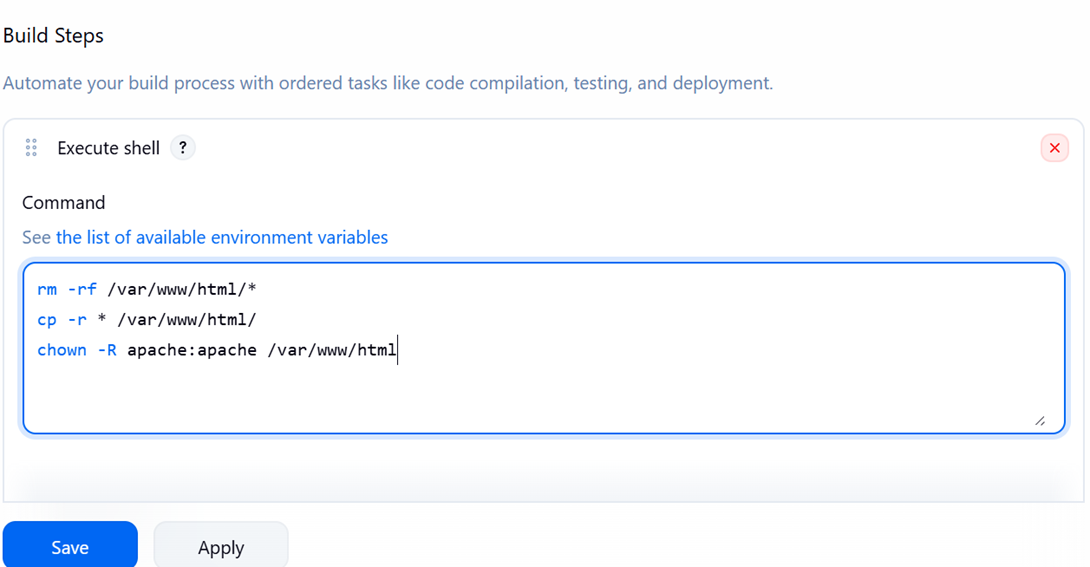 Build Steps
Automate your build process with ordered tasks like code compilation, testing, and deployment.
Execute shell ?
Command
See the list of available environment variables
rm -rf /var/www/html/*
cp -r * /var/www/html/
chown -R apache:apache /var/www/html
Save Apply